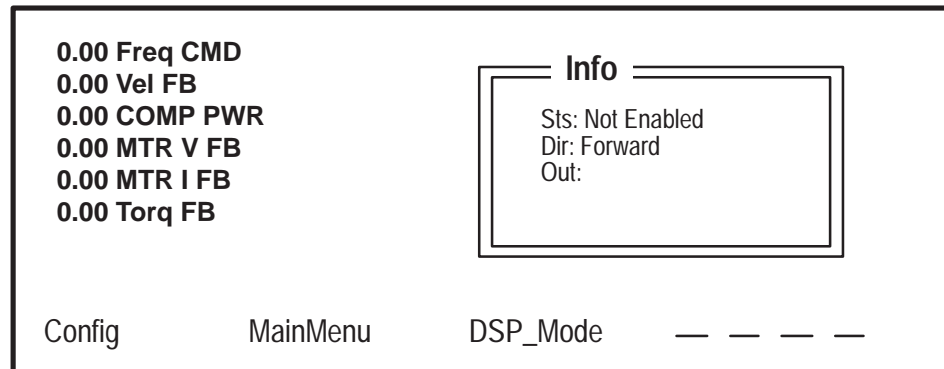 0.00 Freq CMD
0.00 Vel FB
0.00 COMP PWR
0.00 MTR V FB
0.00 MTR I FB
0.00 Torq FB
Info
Sts: Not Enabled
Dir: Forward
Out:
Config MainMenu DSP_Mode _ _ _ _